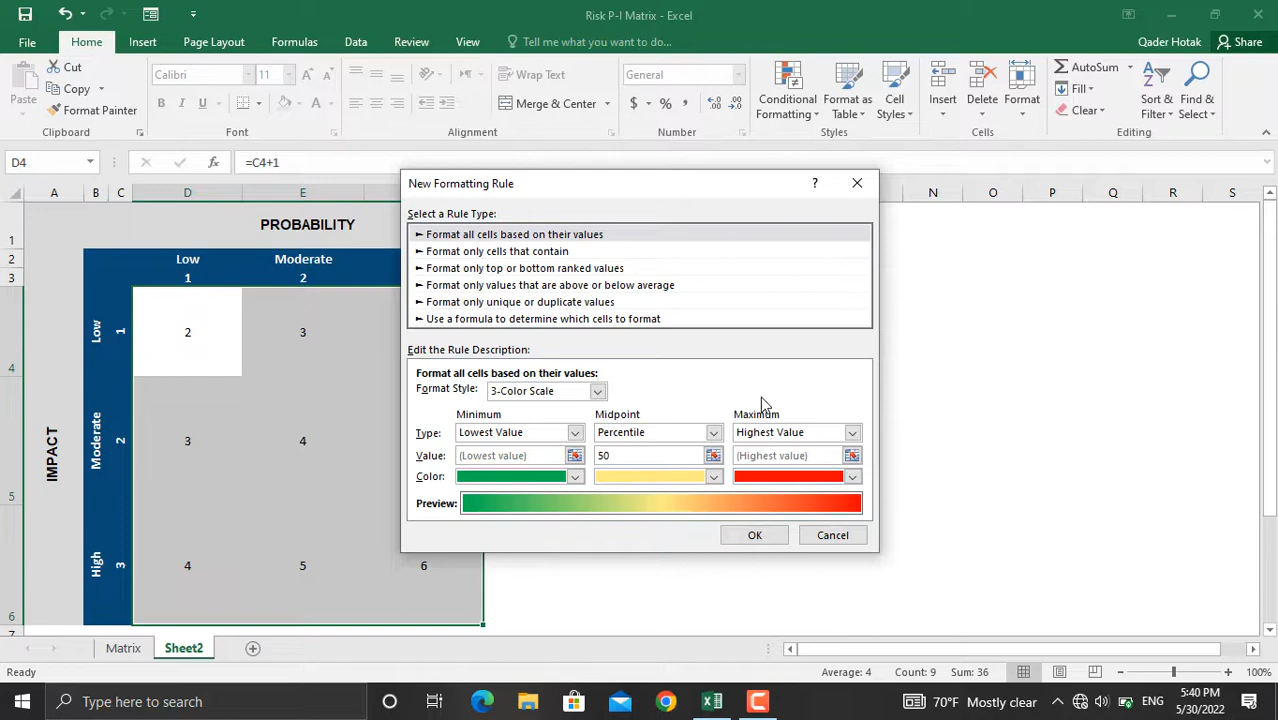 Risk P-I Matrix - Excel
File Home Insert Page Layout Formulas Data Review View Tell me what you want to do... Qader Hotak Share
Paste Cut Copy Format Painter Clipboard
Calibri 11 A A B I U A Font
Wrap Text Merge & Center Alignment
General $ % , Number
Conditional Formatting Format as Table Cell Styles Styles
Insert Delete Format Cells
AutoSum Fill Clear Sort & Filter Find & Select Editing
D4 fx =C4+1
A B C D E N O P Q R S
1 PROBABILITY
2 Low Moderate
3 1 2
4 Low 1 2 3
5 IMPACT Moderate 2 3 4
6 High 3 4 5 6
7
New Formatting Rule ?
Select a Rule Type:
► Format all cells based on their values
► Format only cells that contain
► Format only top or bottom ranked values
► Format only values that are above or below average
► Format only unique or duplicate values
► Use a formula to determine which cells to format
Edit the Rule Description:
Format all cells based on their values:
Format Style: 3-Color Scale
Minimum Midpoint Maximum
Type: Lowest Value Percentile Highest Value
Value: (Lowest value) 50 (Highest value)
Color:
Preview:
OK Cancel
Matrix Sheet2
Ready Average: 4 Count: 9 Sum: 36 100%
Type here to search 70°F Mostly clear ENG 5:40 PM
5/30/2022